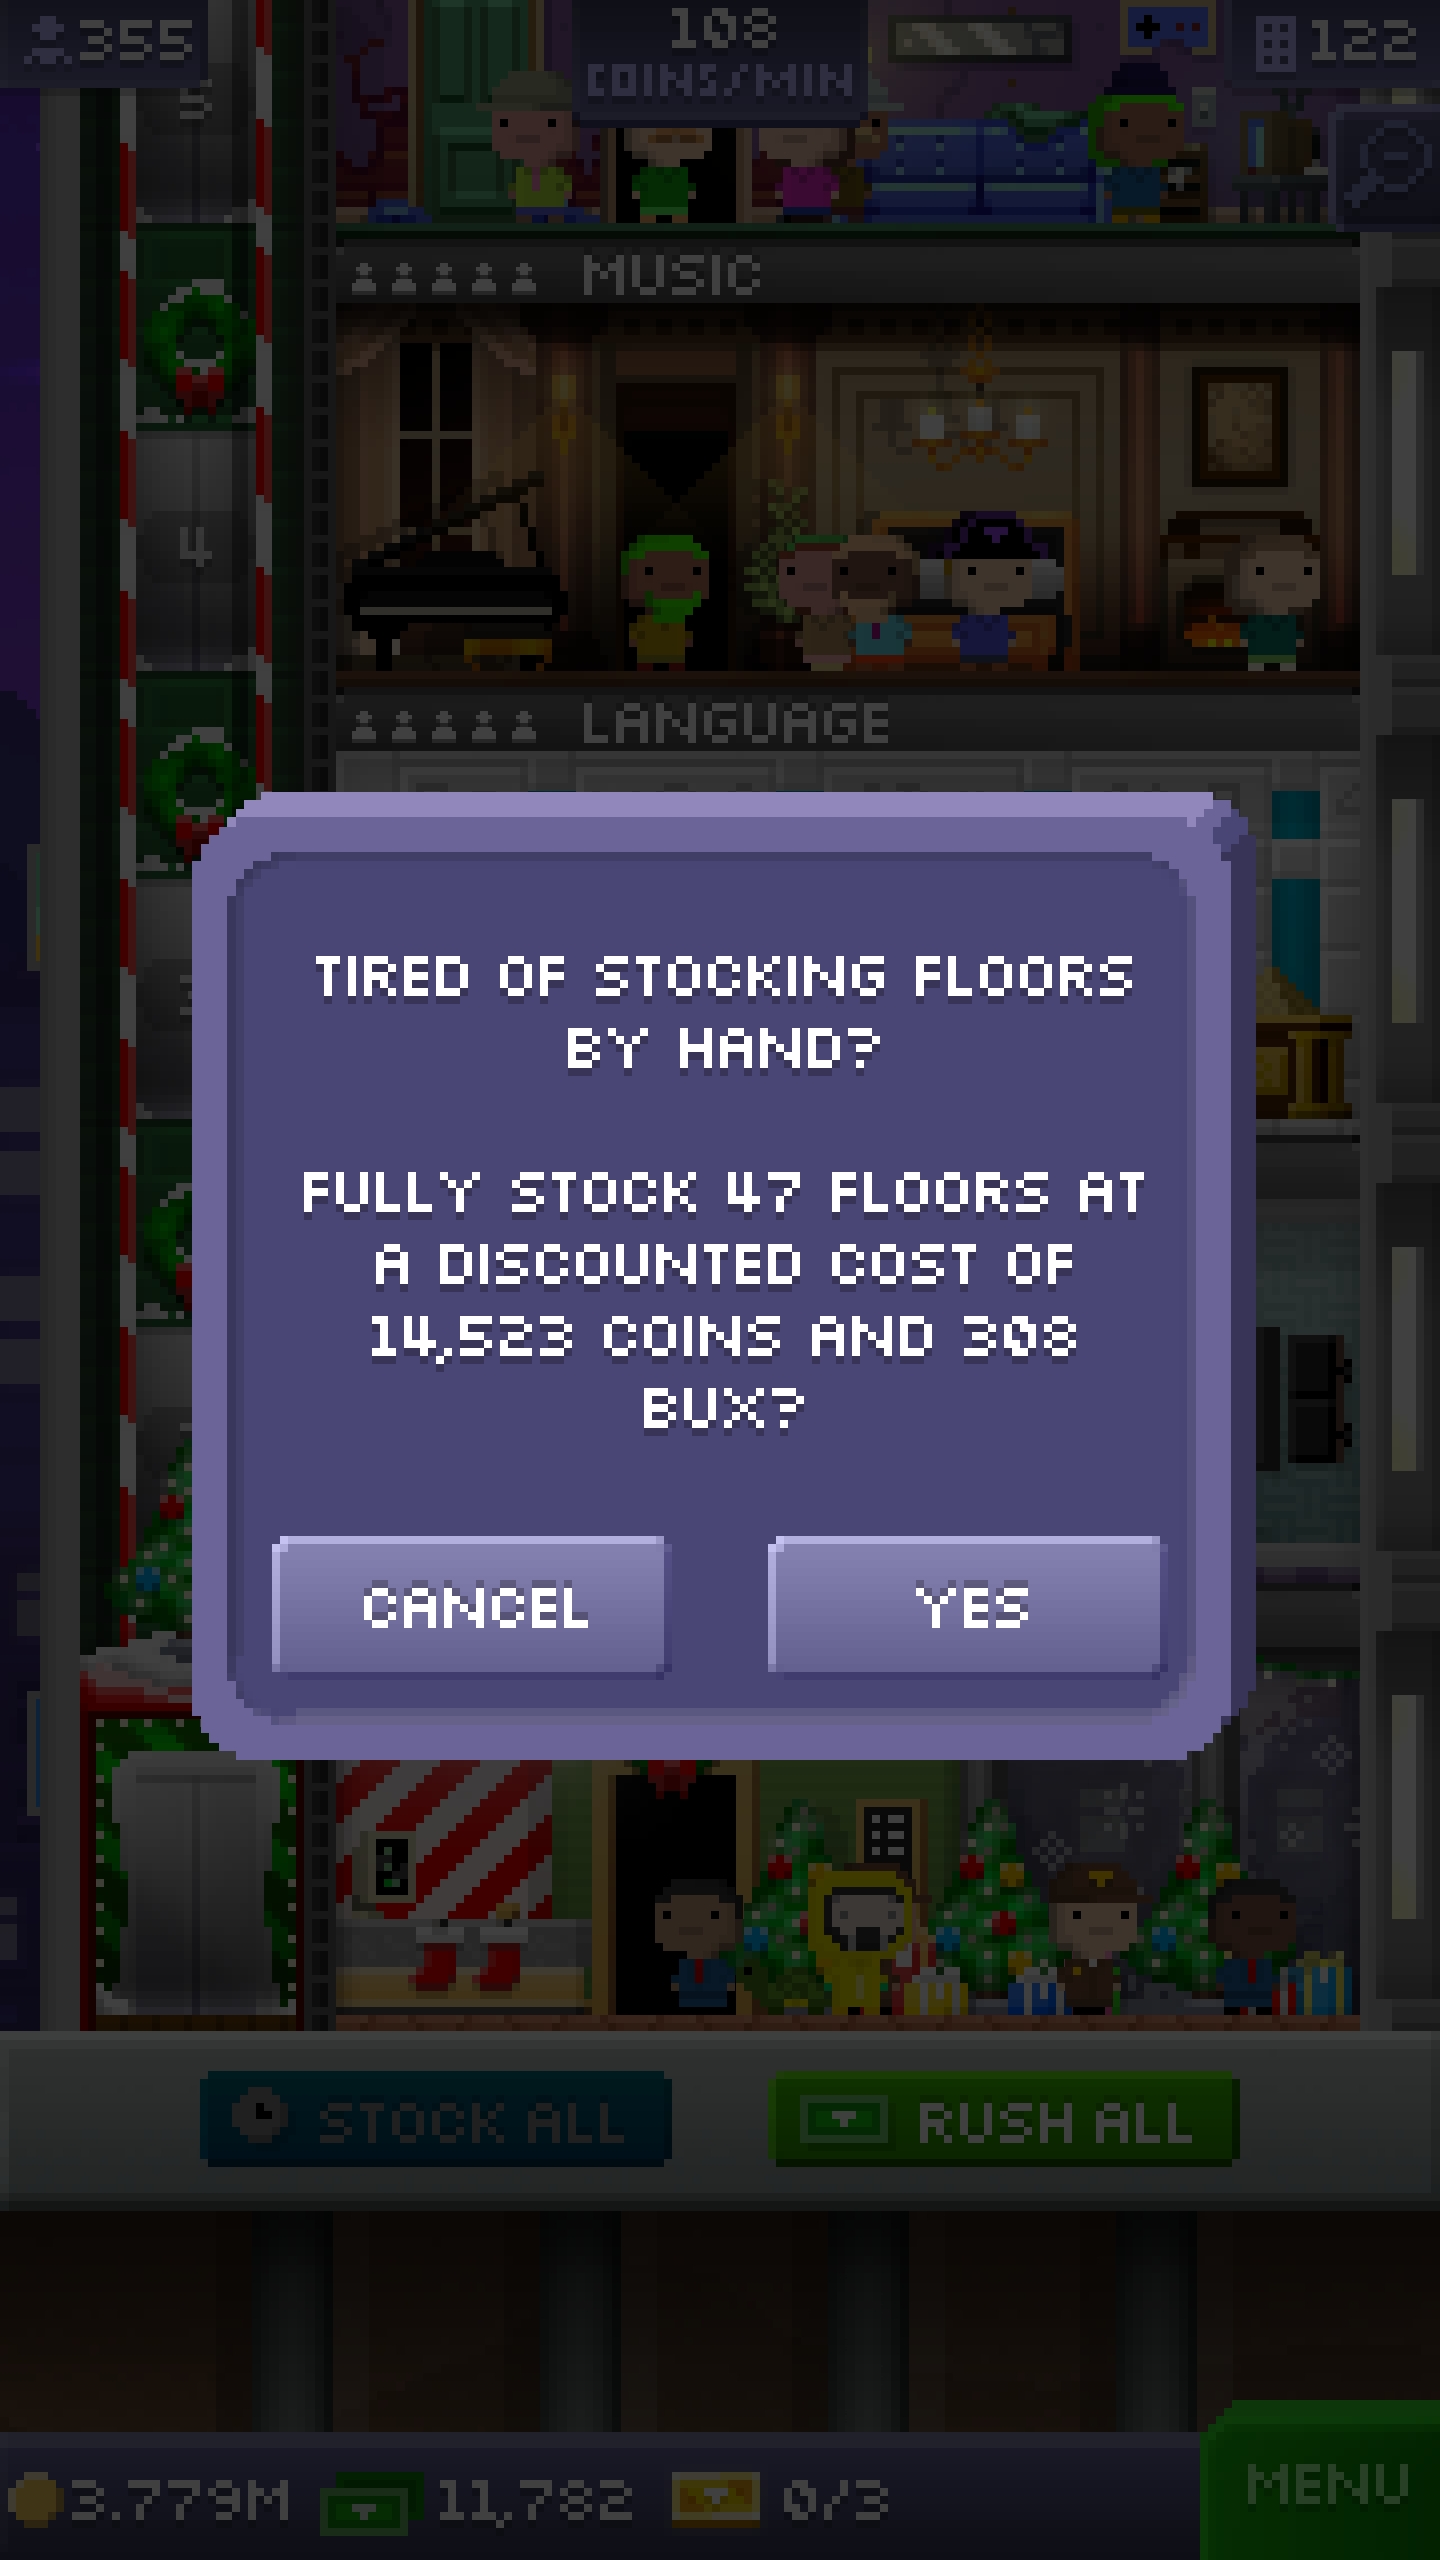 355
108
COINS/MIN
122
5
MUSIC
4
LANGUAGE
TIRED OF STOCKING FLOORS
BY HAND?
FULLY STOCK 47 FLOORS AT
A DISCOUNTED COST OF
14,523 COINS AND 308
BUX?
CANCEL
YES
STOCK ALL
RUSH ALL
3.779M
11,782
0/3
MENU